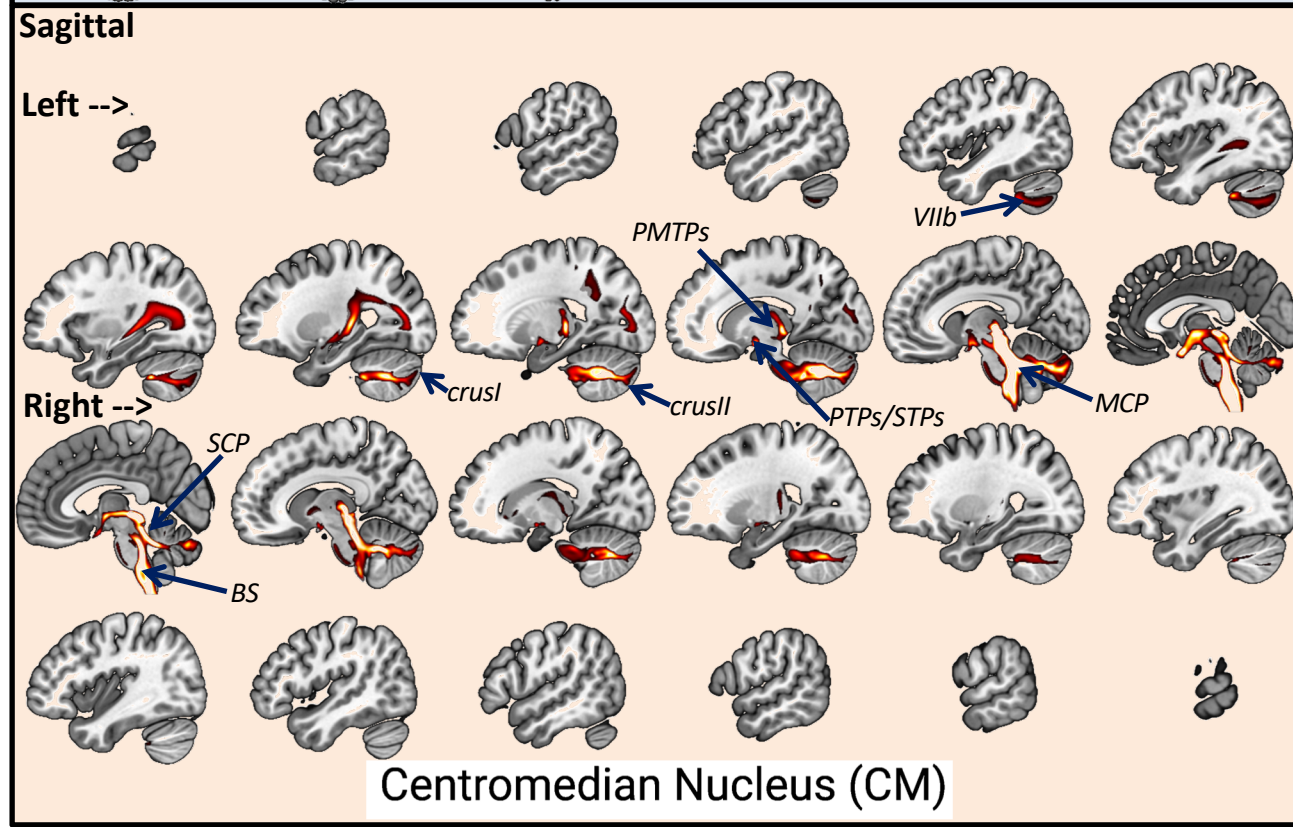 Sagittal
Left -->
VIIb
PMTPs
crusI
crusII
PTPs/STPs
MCP
Right -->
SCP
BS
Centromedian Nucleus (CM)